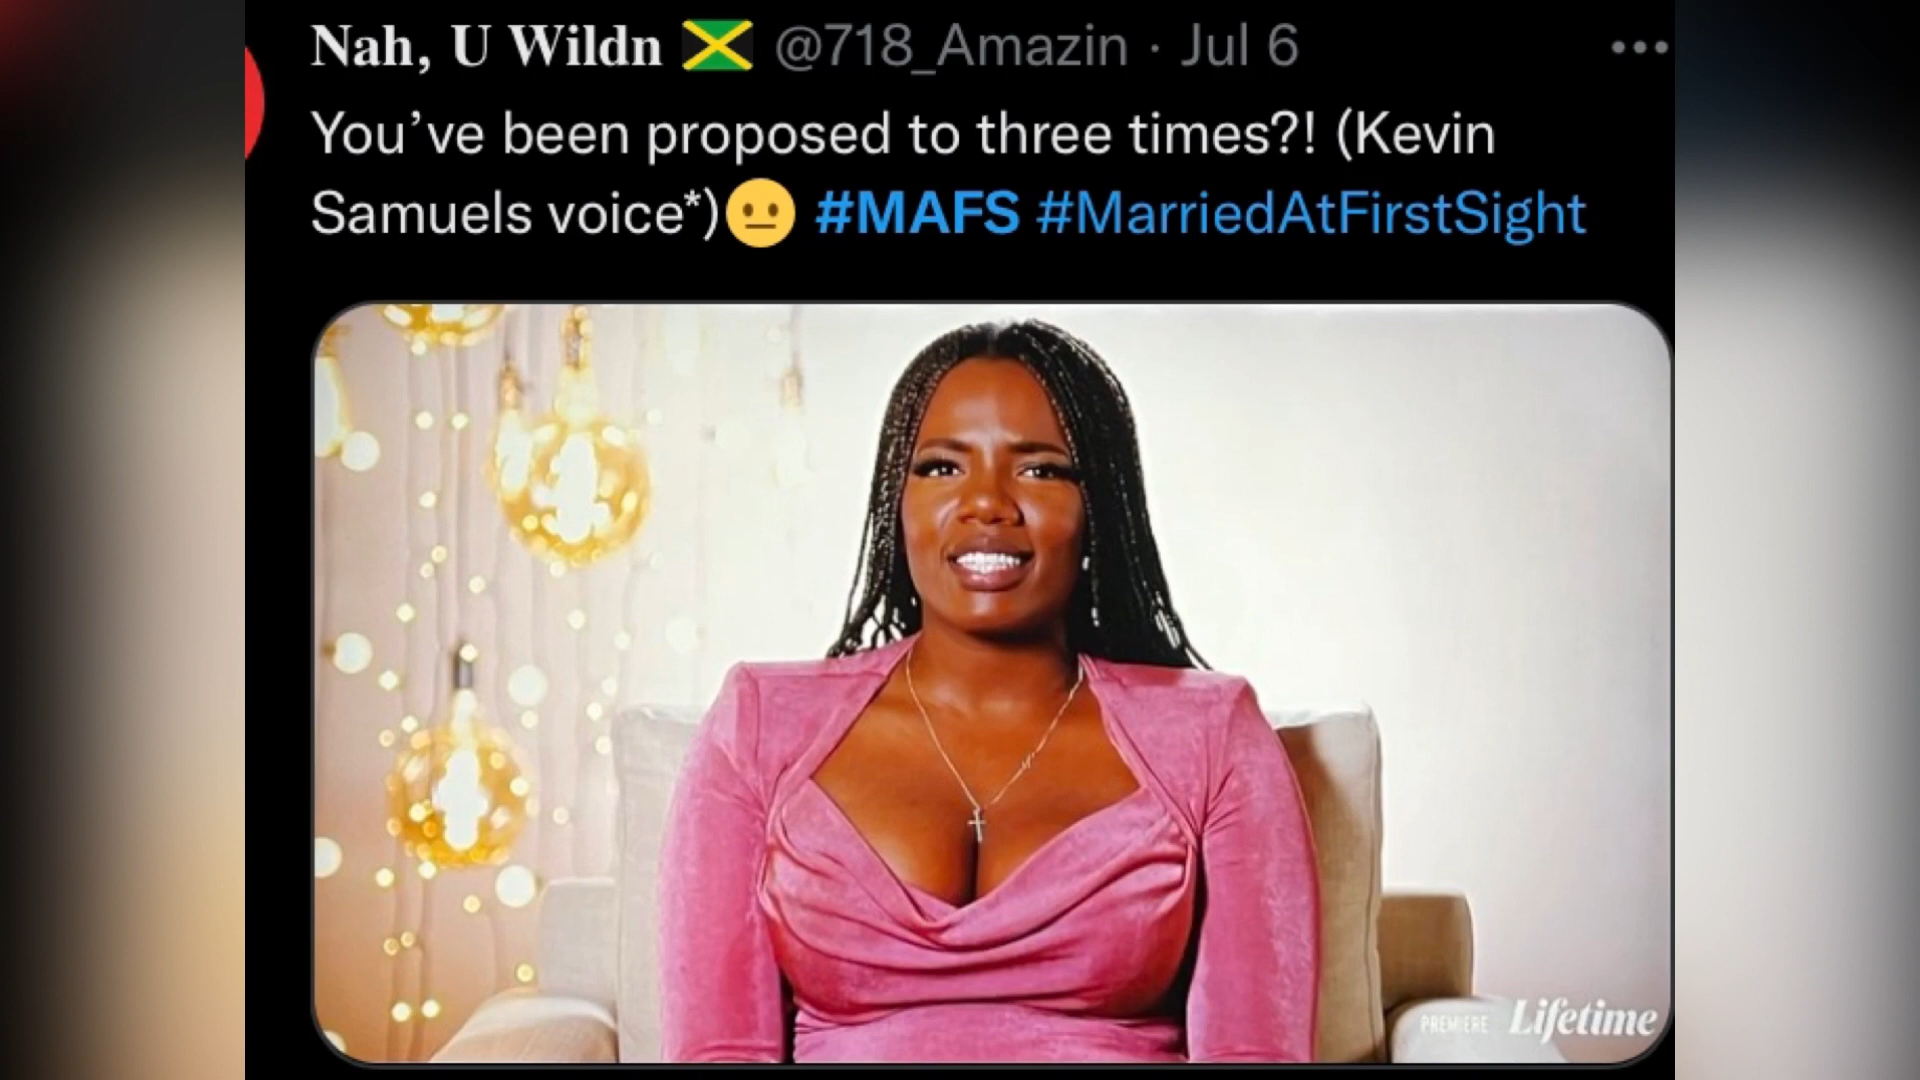 Nah, U Wildn 🇯🇲 @718_Amazin · Jul 6 •••
You’ve been proposed to three times?! (Kevin
Samuels voice*)😐 #MAFS #MarriedAtFirstSight
PREMIERE Lifetime